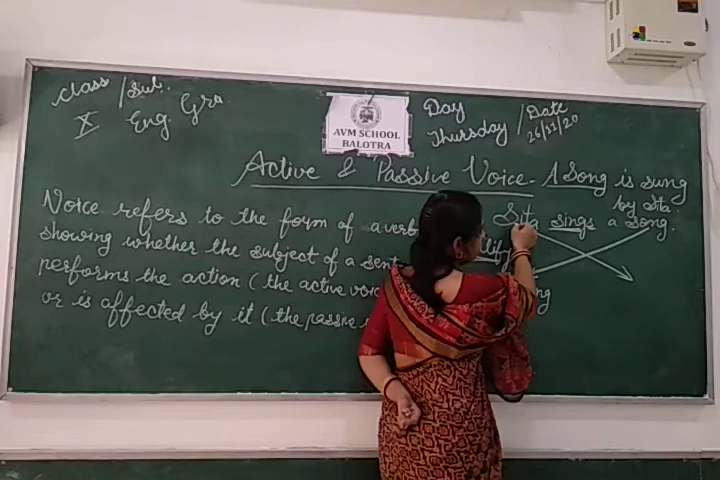 Class / Sub.
X Eng. Gra.
AVM SCHOOL
BALOTRA
Day / Date
Thursday 26/11/20
Active & Passive Voice- A Song is sung
by Sita.
Sita sings a song.
Voice refers to the form of a verb
showing whether the subject of a sent
performs the action (the active voic
or is affected by it (the passive